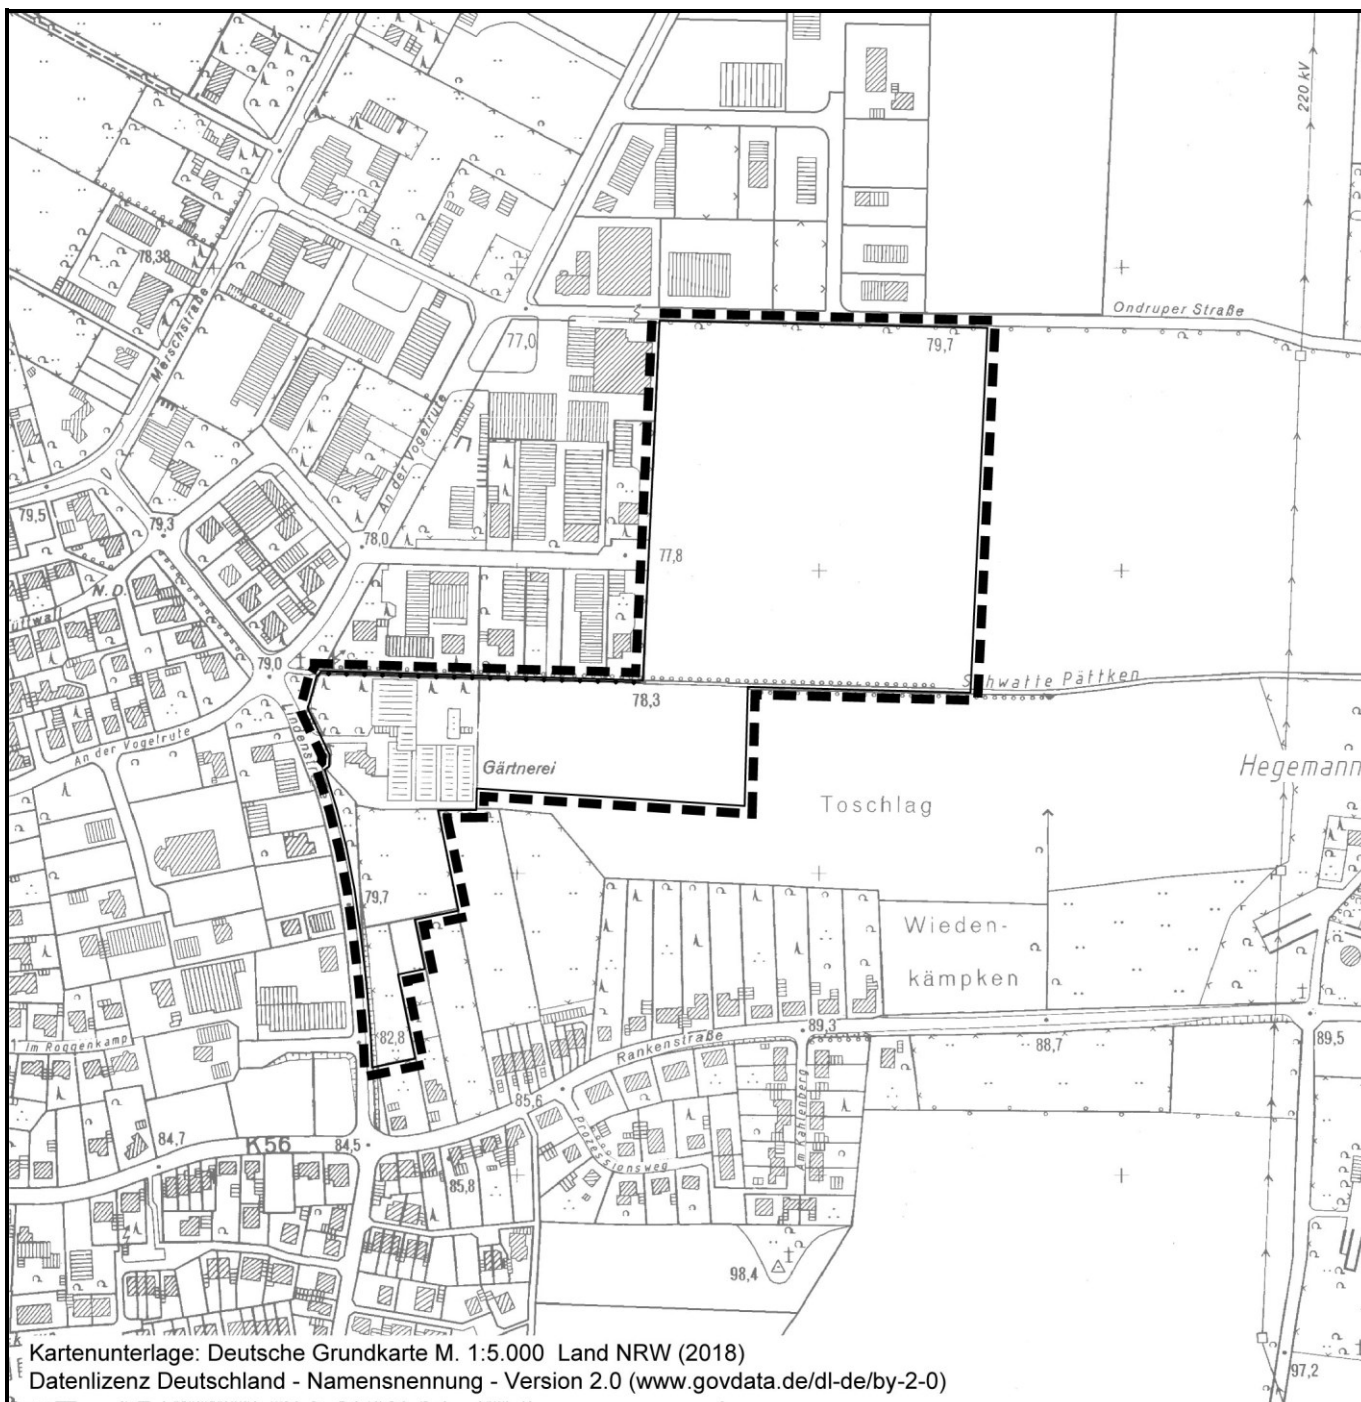 220 kV
78,38
Merschstraße
77,0
Ondruper Straße
79,7
An der Vogelrute
79,5
79,3
78,0
77,8
N. D.
79,0
78,3
Schwatte Pättken
Lindenstr.
An der Vogelrute
Gärtnerei
Hegemann
Toschlag
79,7
Wieden-
kämpken
82,8
Im Roggenkamp
Rankenstraße
89,3
88,7
89,5
85,6
Am Kahlenberg
Prozessionsweg
84,7
K56
84,5
85,8
98,4
97,2
Kartenunterlage: Deutsche Grundkarte M. 1:5.000 Land NRW (2018)
Datenlizenz Deutschland - Namensnennung - Version 2.0 (www.govdata.de/dl-de/by-2-0)